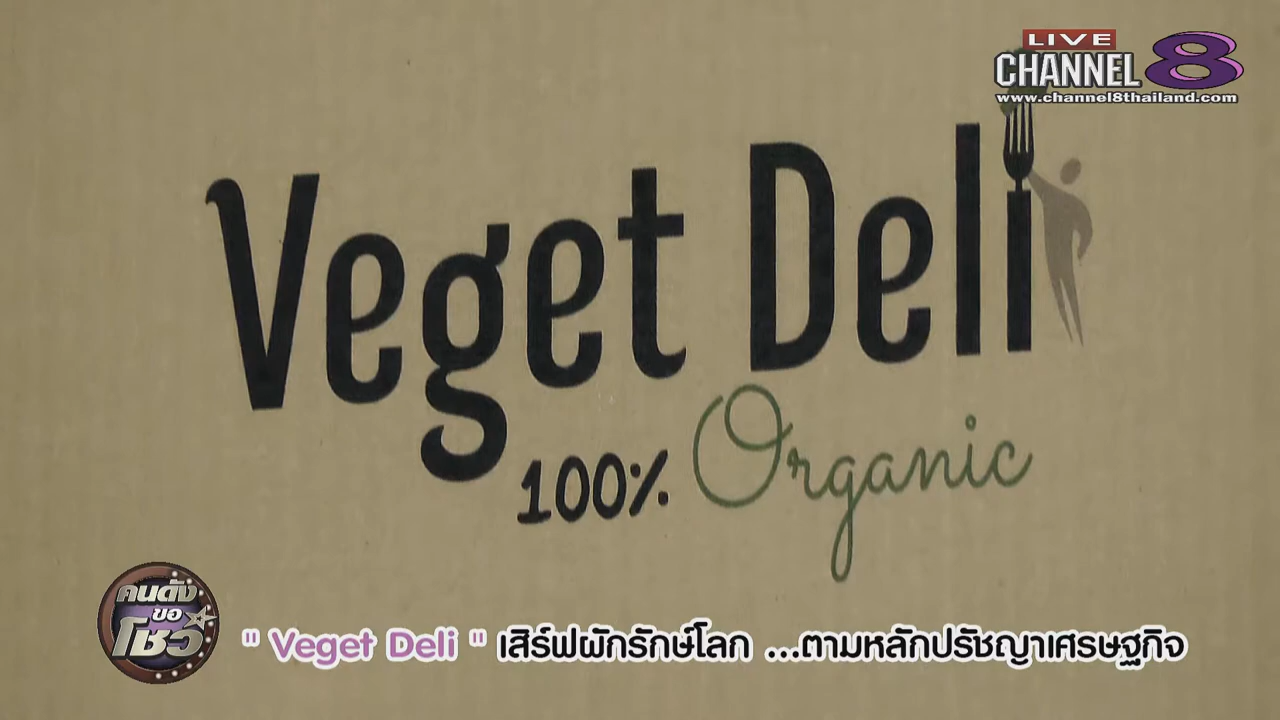 LIVE
CHANNEL 8
www.channel8thailand.com
Veget Deli
100% Organic
คนดัง
ขอ
โชว์
" Veget Deli " เสิร์ฟผักรักษ์โลก ...ตามหลักปรัชญาเศรษฐกิจ